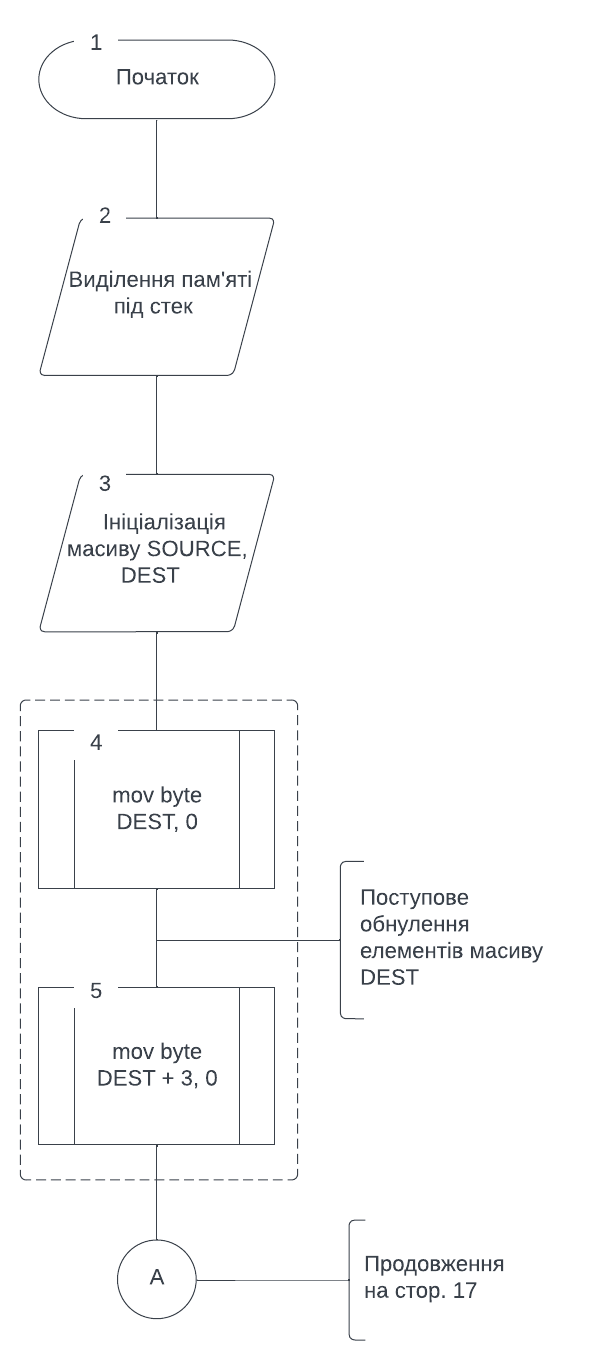 1
Початок
2
Виділення пам'яті
під стек
3
Ініціалізація
масиву SOURCE,
DEST
4
mov byte
DEST, 0
Поступове
обнулення
елементів масиву
DEST
5
mov byte
DEST + 3, 0
А
Продовження
на стор. 17